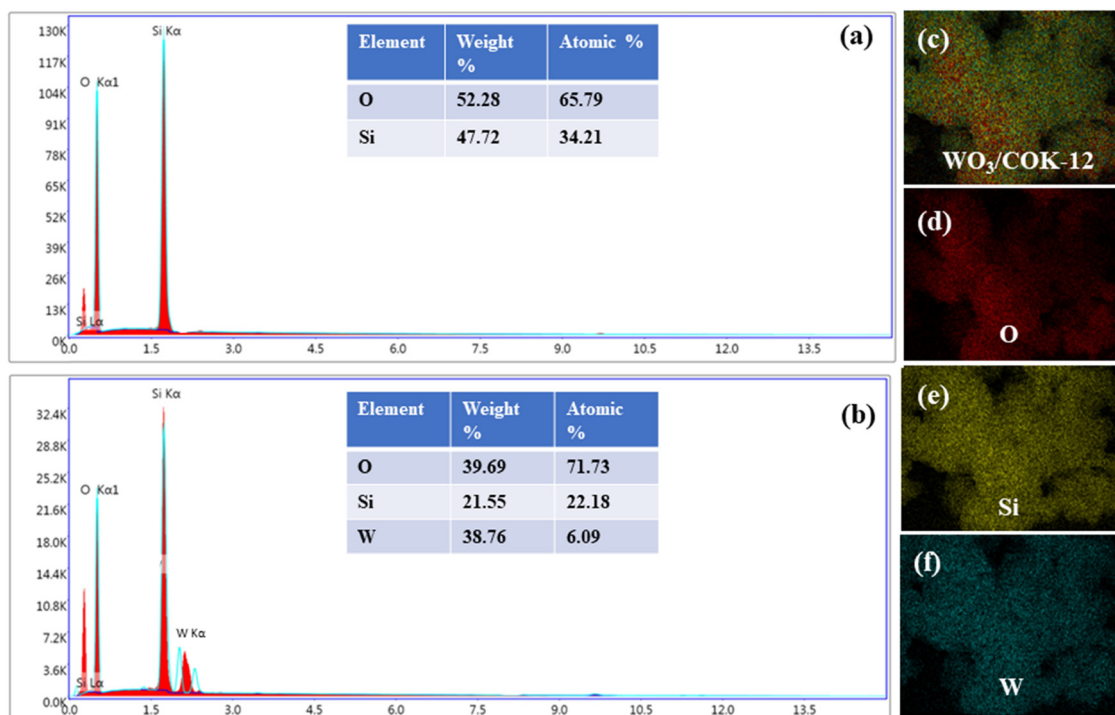 (a)
130K
117K
104K
91K
78K
65K
52K
39K
26K
13K
0K
O Kα1
Si Kα
Si Lα
0.0 1.5 3.0 4.5 6.0 7.5 9.0 10.5 12.0 13.5
Element Weight % Atomic %
O 52.28 65.79
Si 47.72 34.21
(b)
32.4K
28.8K
25.2K
21.6K
18.0K
14.4K
10.8K
7.2K
3.6K
0.0K
O Kα1
Si Kα
W Kα
Si Lα
0.0 1.5 3.0 4.5 6.0 7.5 9.0 10.5 12.0 13.5
Element Weight % Atomic %
O 39.69 71.73
Si 21.55 22.18
W 38.76 6.09
(c)
WO₃/COK-12
(d)
O
(e)
Si
(f)
W